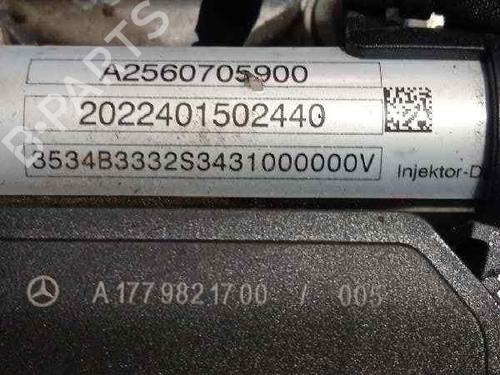 A2560705900
2022401502440
3534B3332S3431000000V
Injektor-D
A 177 982 17 00 / 005
B-PARTS